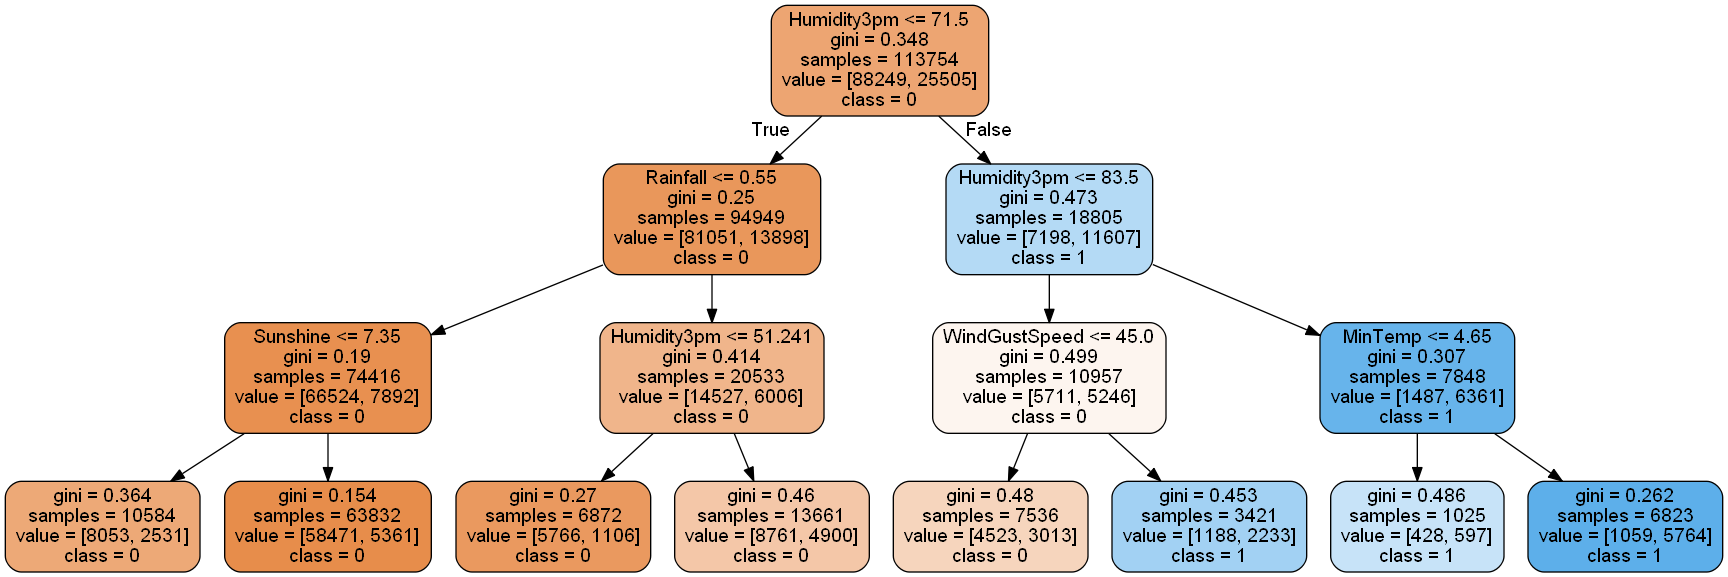 Humidity3pm <= 71.5
gini = 0.348
samples = 113754
value = [88249, 25505]
class = 0
True
False
Rainfall <= 0.55
gini = 0.25
samples = 94949
value = [81051, 13898]
class = 0
Humidity3pm <= 83.5
gini = 0.473
samples = 18805
value = [7198, 11607]
class = 1
Sunshine <= 7.35
gini = 0.19
samples = 74416
value = [66524, 7892]
class = 0
Humidity3pm <= 51.241
gini = 0.414
samples = 20533
value = [14527, 6006]
class = 0
WindGustSpeed <= 45.0
gini = 0.499
samples = 10957
value = [5711, 5246]
class = 0
MinTemp <= 4.65
gini = 0.307
samples = 7848
value = [1487, 6361]
class = 1
gini = 0.364
samples = 10584
value = [8053, 2531]
class = 0
gini = 0.154
samples = 63832
value = [58471, 5361]
class = 0
gini = 0.27
samples = 6872
value = [5766, 1106]
class = 0
gini = 0.46
samples = 13661
value = [8761, 4900]
class = 0
gini = 0.48
samples = 7536
value = [4523, 3013]
class = 0
gini = 0.453
samples = 3421
value = [1188, 2233]
class = 1
gini = 0.486
samples = 1025
value = [428, 597]
class = 1
gini = 0.262
samples = 6823
value = [1059, 5764]
class = 1